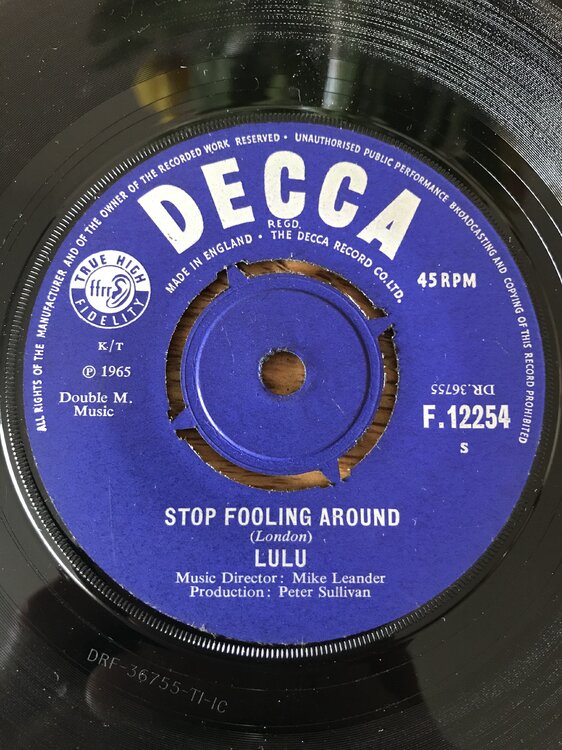 ALL RIGHTS OF THE MANUFACTURER AND OF THE OWNER OF THE RECORDED WORK RESERVED • UNAUTHORISED PUBLIC PERFORMANCE BROADCASTING AND COPYING OF THIS RECORD PROHIBITED
DECCA
REGD.
MADE IN ENGLAND • THE DECCA RECORD CO. LTD.
TRUE HIGH
ffrr
FIDELITY
45 RPM
K/T
℗ 1965
Double M.
Music
DR.36755
F.12254
S
STOP FOOLING AROUND
(London)
LULU
Music Director: Mike Leander
Production: Peter Sullivan
DRF-36755-T1-1C